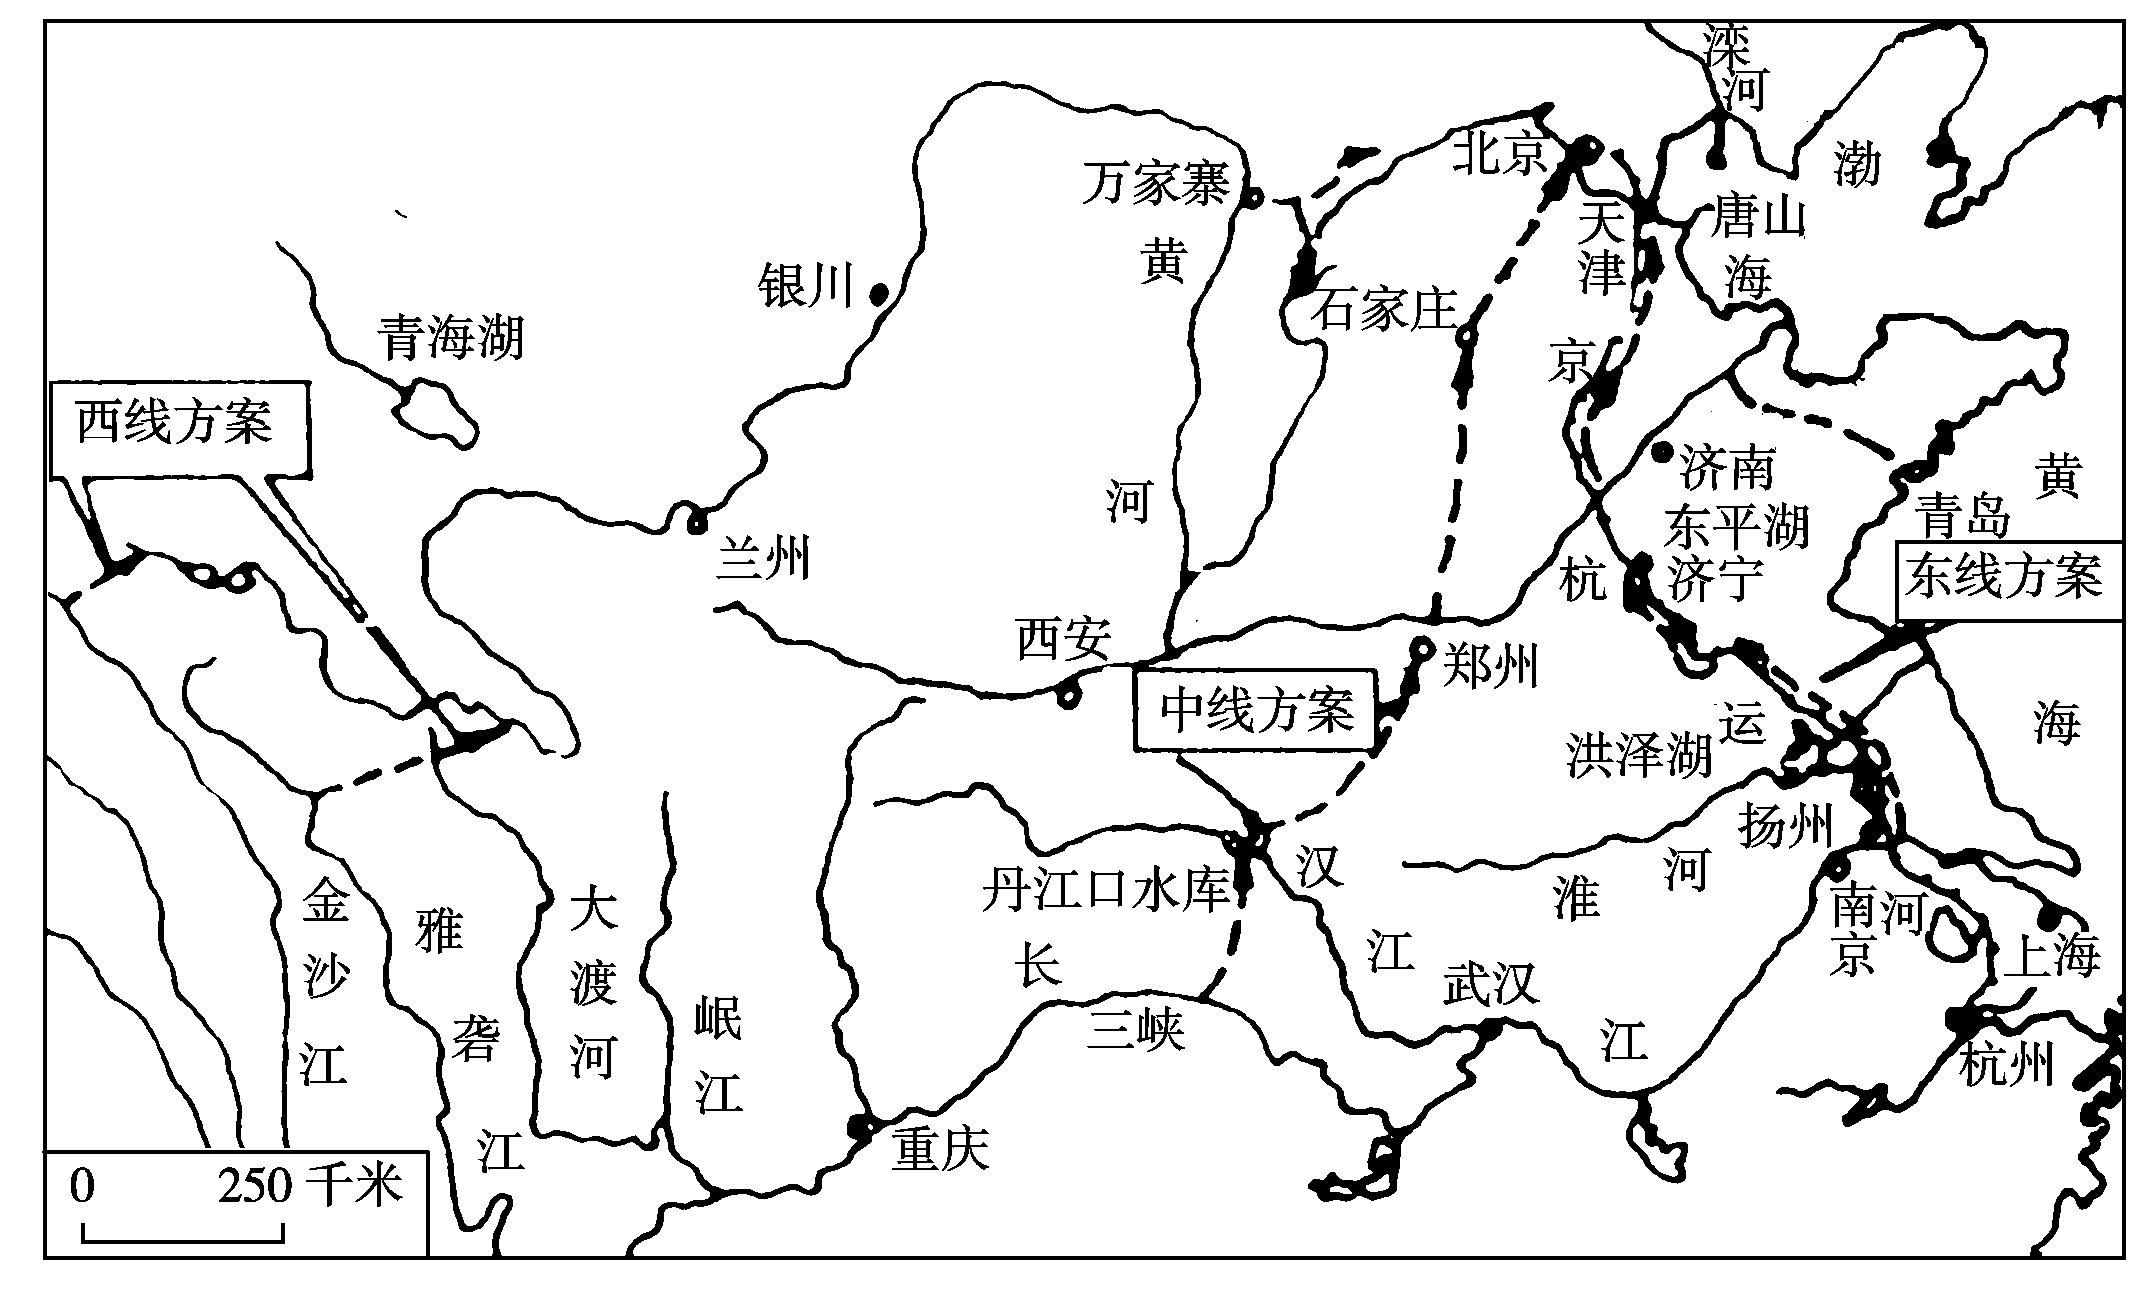 滦河
渤海
北京
天津
唐山
万家寨
黄河
石家庄
银川
青海湖
西线方案
京杭运河
济南
东平湖
济宁
青岛
黄海
东线方案
兰州
西安
中线方案
郑州
洪泽湖
扬州
淮河
南京
上海
杭州
丹江口水库
汉江
武汉
长江
三峡
重庆
金沙江
雅砻江
大渡河
岷江
0 250 千米